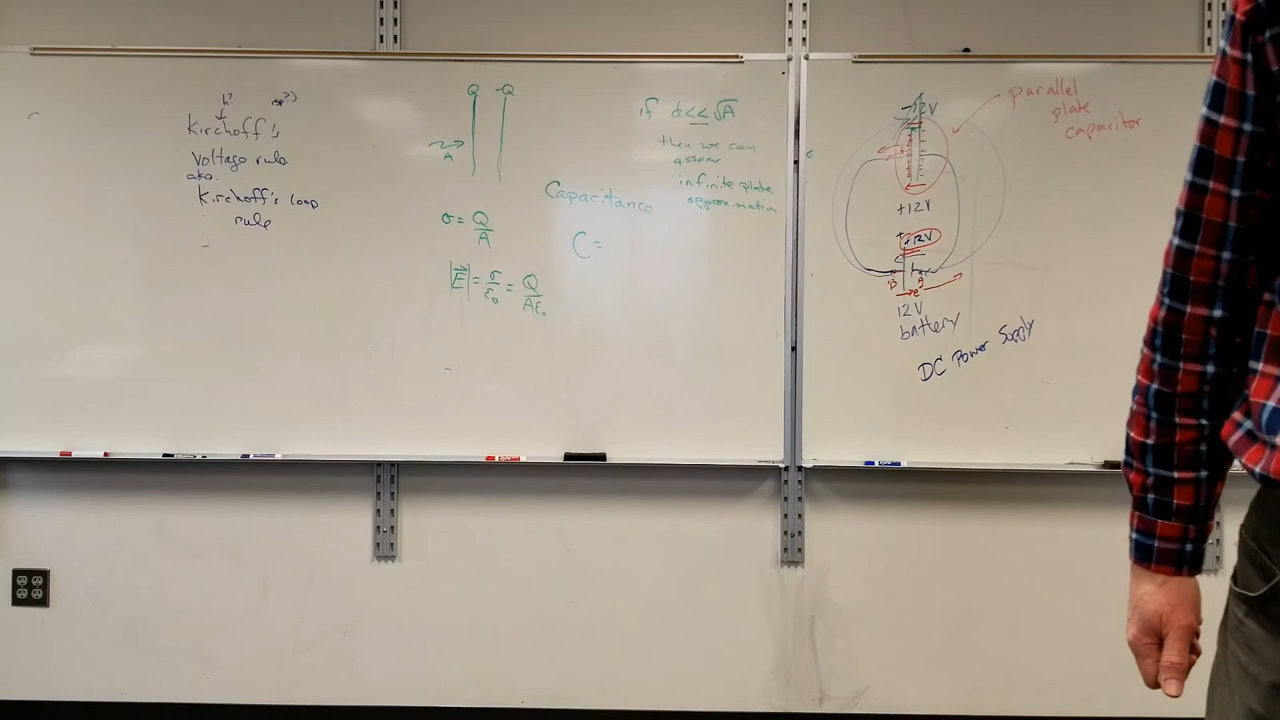 h?
Kirchoff's
Voltage rule
aka.
Kirchoff's loop
rule
Q -Q
A
σ = Q/A
|E⃗| = σ/ε₀ = Q/Aε₀
Capacitance
C =
if d << √A
then we can
assume
infinite plate
approximation
-12V
parallel
plate
capacitor
+12V
+12V
12V
battery
DC Power Supply